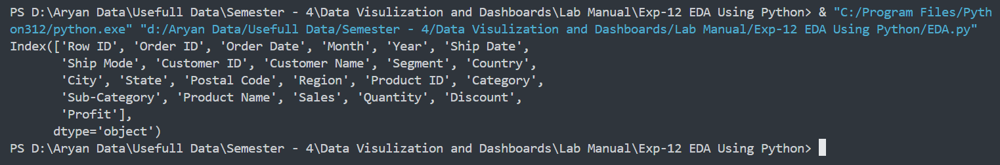 PS D:\Aryan Data\Usefull Data\Semester - 4\Data Visulization and Dashboards\Lab Manual\Exp-12 EDA Using Python> & "C:/Program Files/Pyth
on312/python.exe" "d:/Aryan Data/Usefull Data/Semester - 4/Data Visulization and Dashboards/Lab Manual/Exp-12 EDA Using Python/EDA.py"
Index(['Row ID', 'Order ID', 'Order Date', 'Month', 'Year', 'Ship Date',
       'Ship Mode', 'Customer ID', 'Customer Name', 'Segment', 'Country',
       'City', 'State', 'Postal Code', 'Region', 'Product ID', 'Category',
       'Sub-Category', 'Product Name', 'Sales', 'Quantity', 'Discount',
       'Profit'],
      dtype='object')
PS D:\Aryan Data\Usefull Data\Semester - 4\Data Visulization and Dashboards\Lab Manual\Exp-12 EDA Using Python>